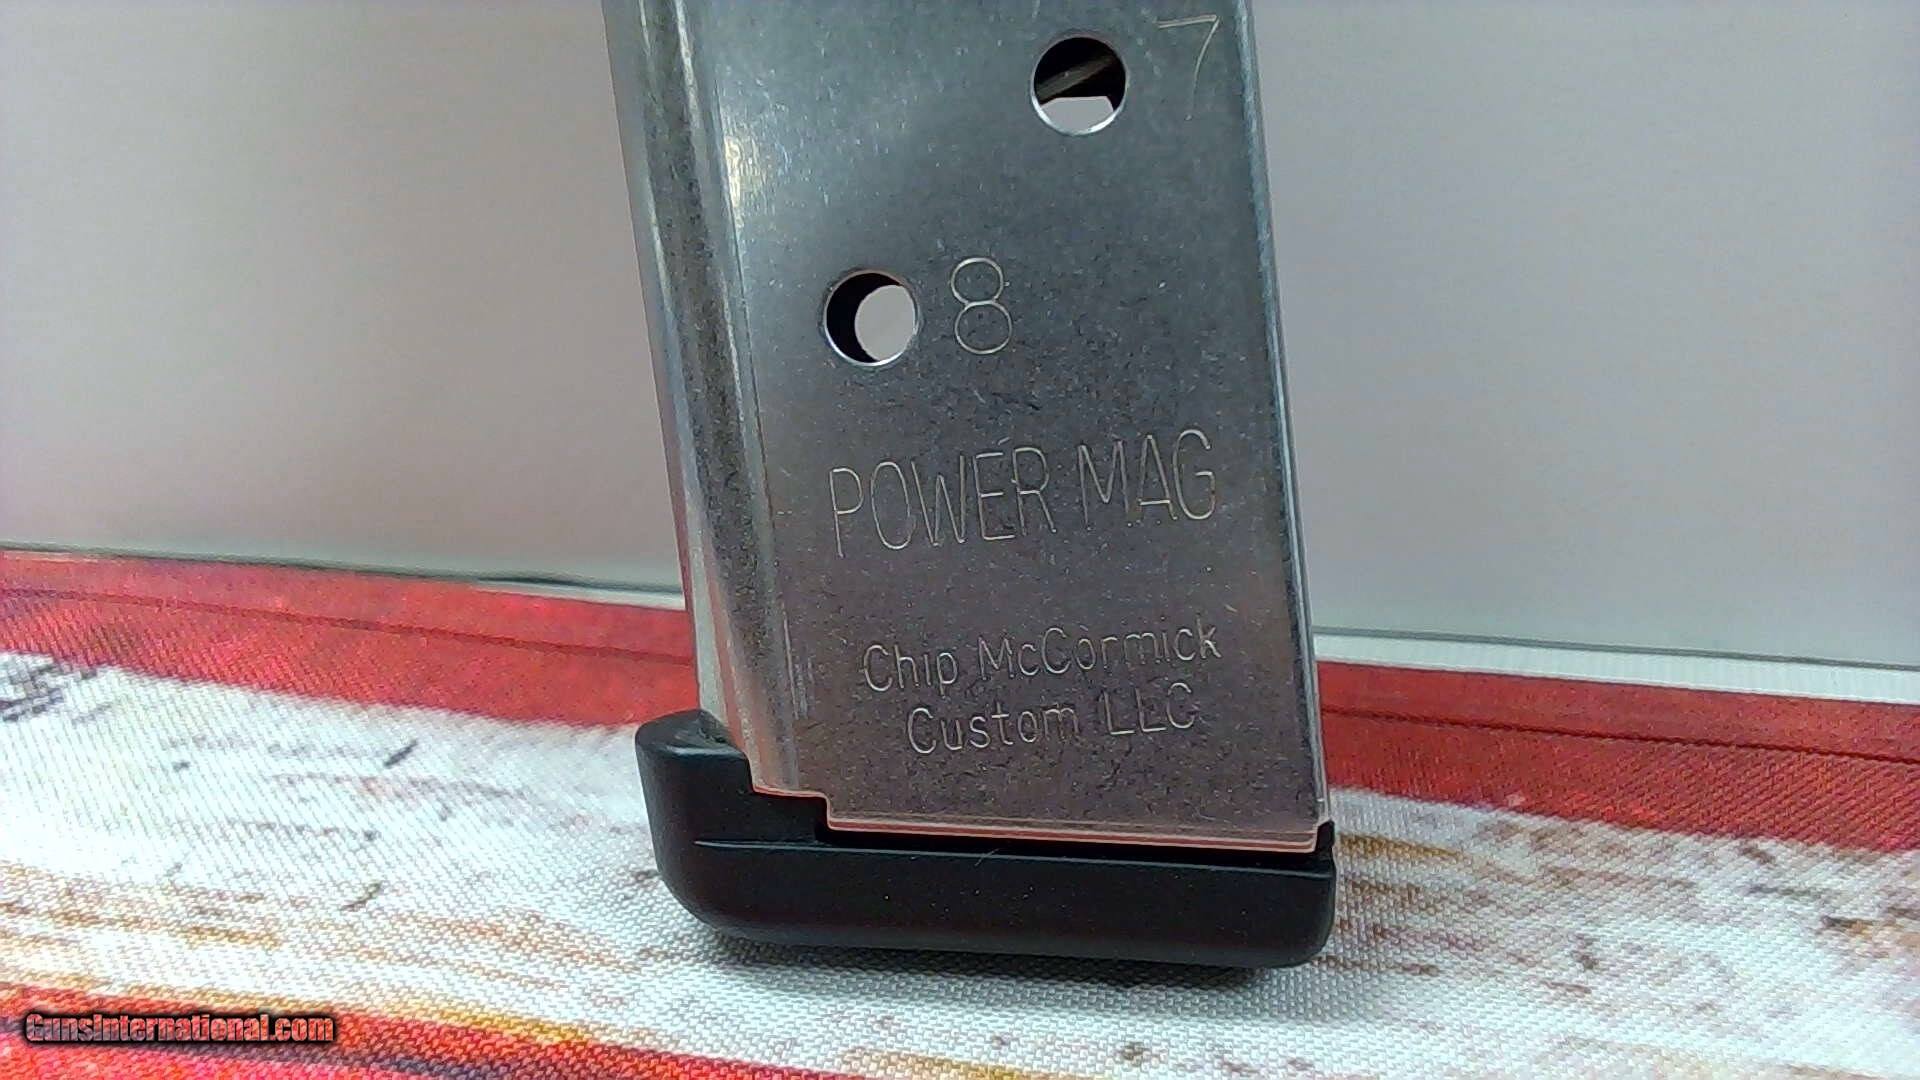 7
8
POWER MAG
Chip McCormick
Custom LLC
GunsInternational.com